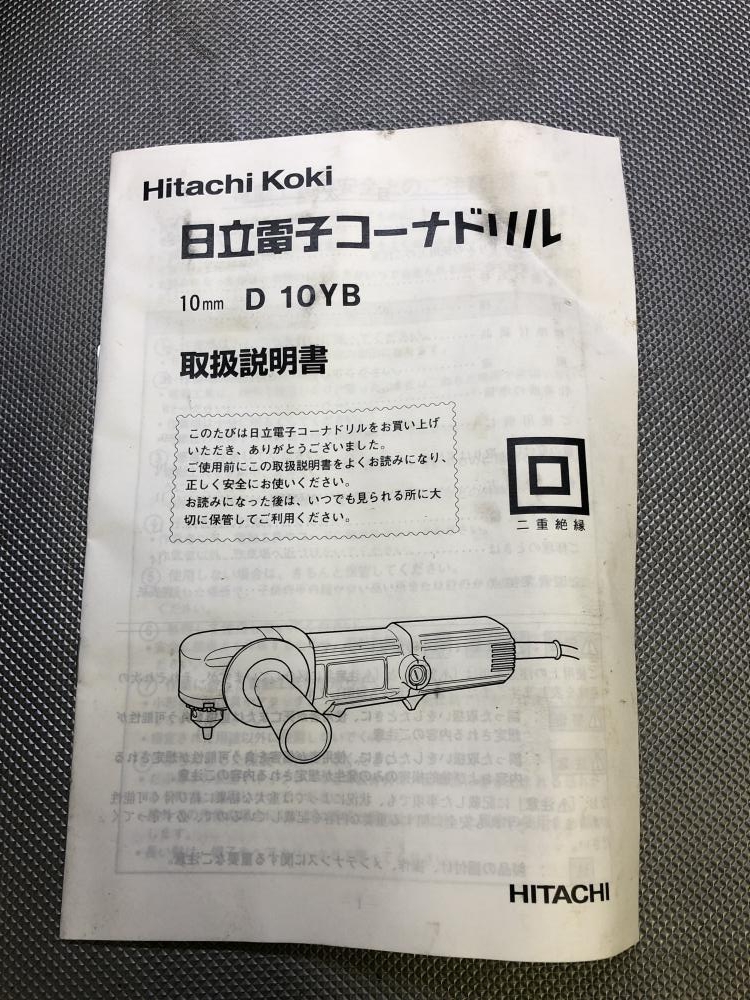 Hitachi Koki
日立電子コーナドリル
10mm D 10YB
取扱説明書
このたびは日立電子コーナドリルをお買い上げ
いただき、ありがとうございました。
ご使用前にこの取扱説明書をよくお読みになり、
正しく安全にお使いください。
お読みになった後は、いつでも見られる所に大
切に保管してご利用ください。
二重絶縁
HITACHI